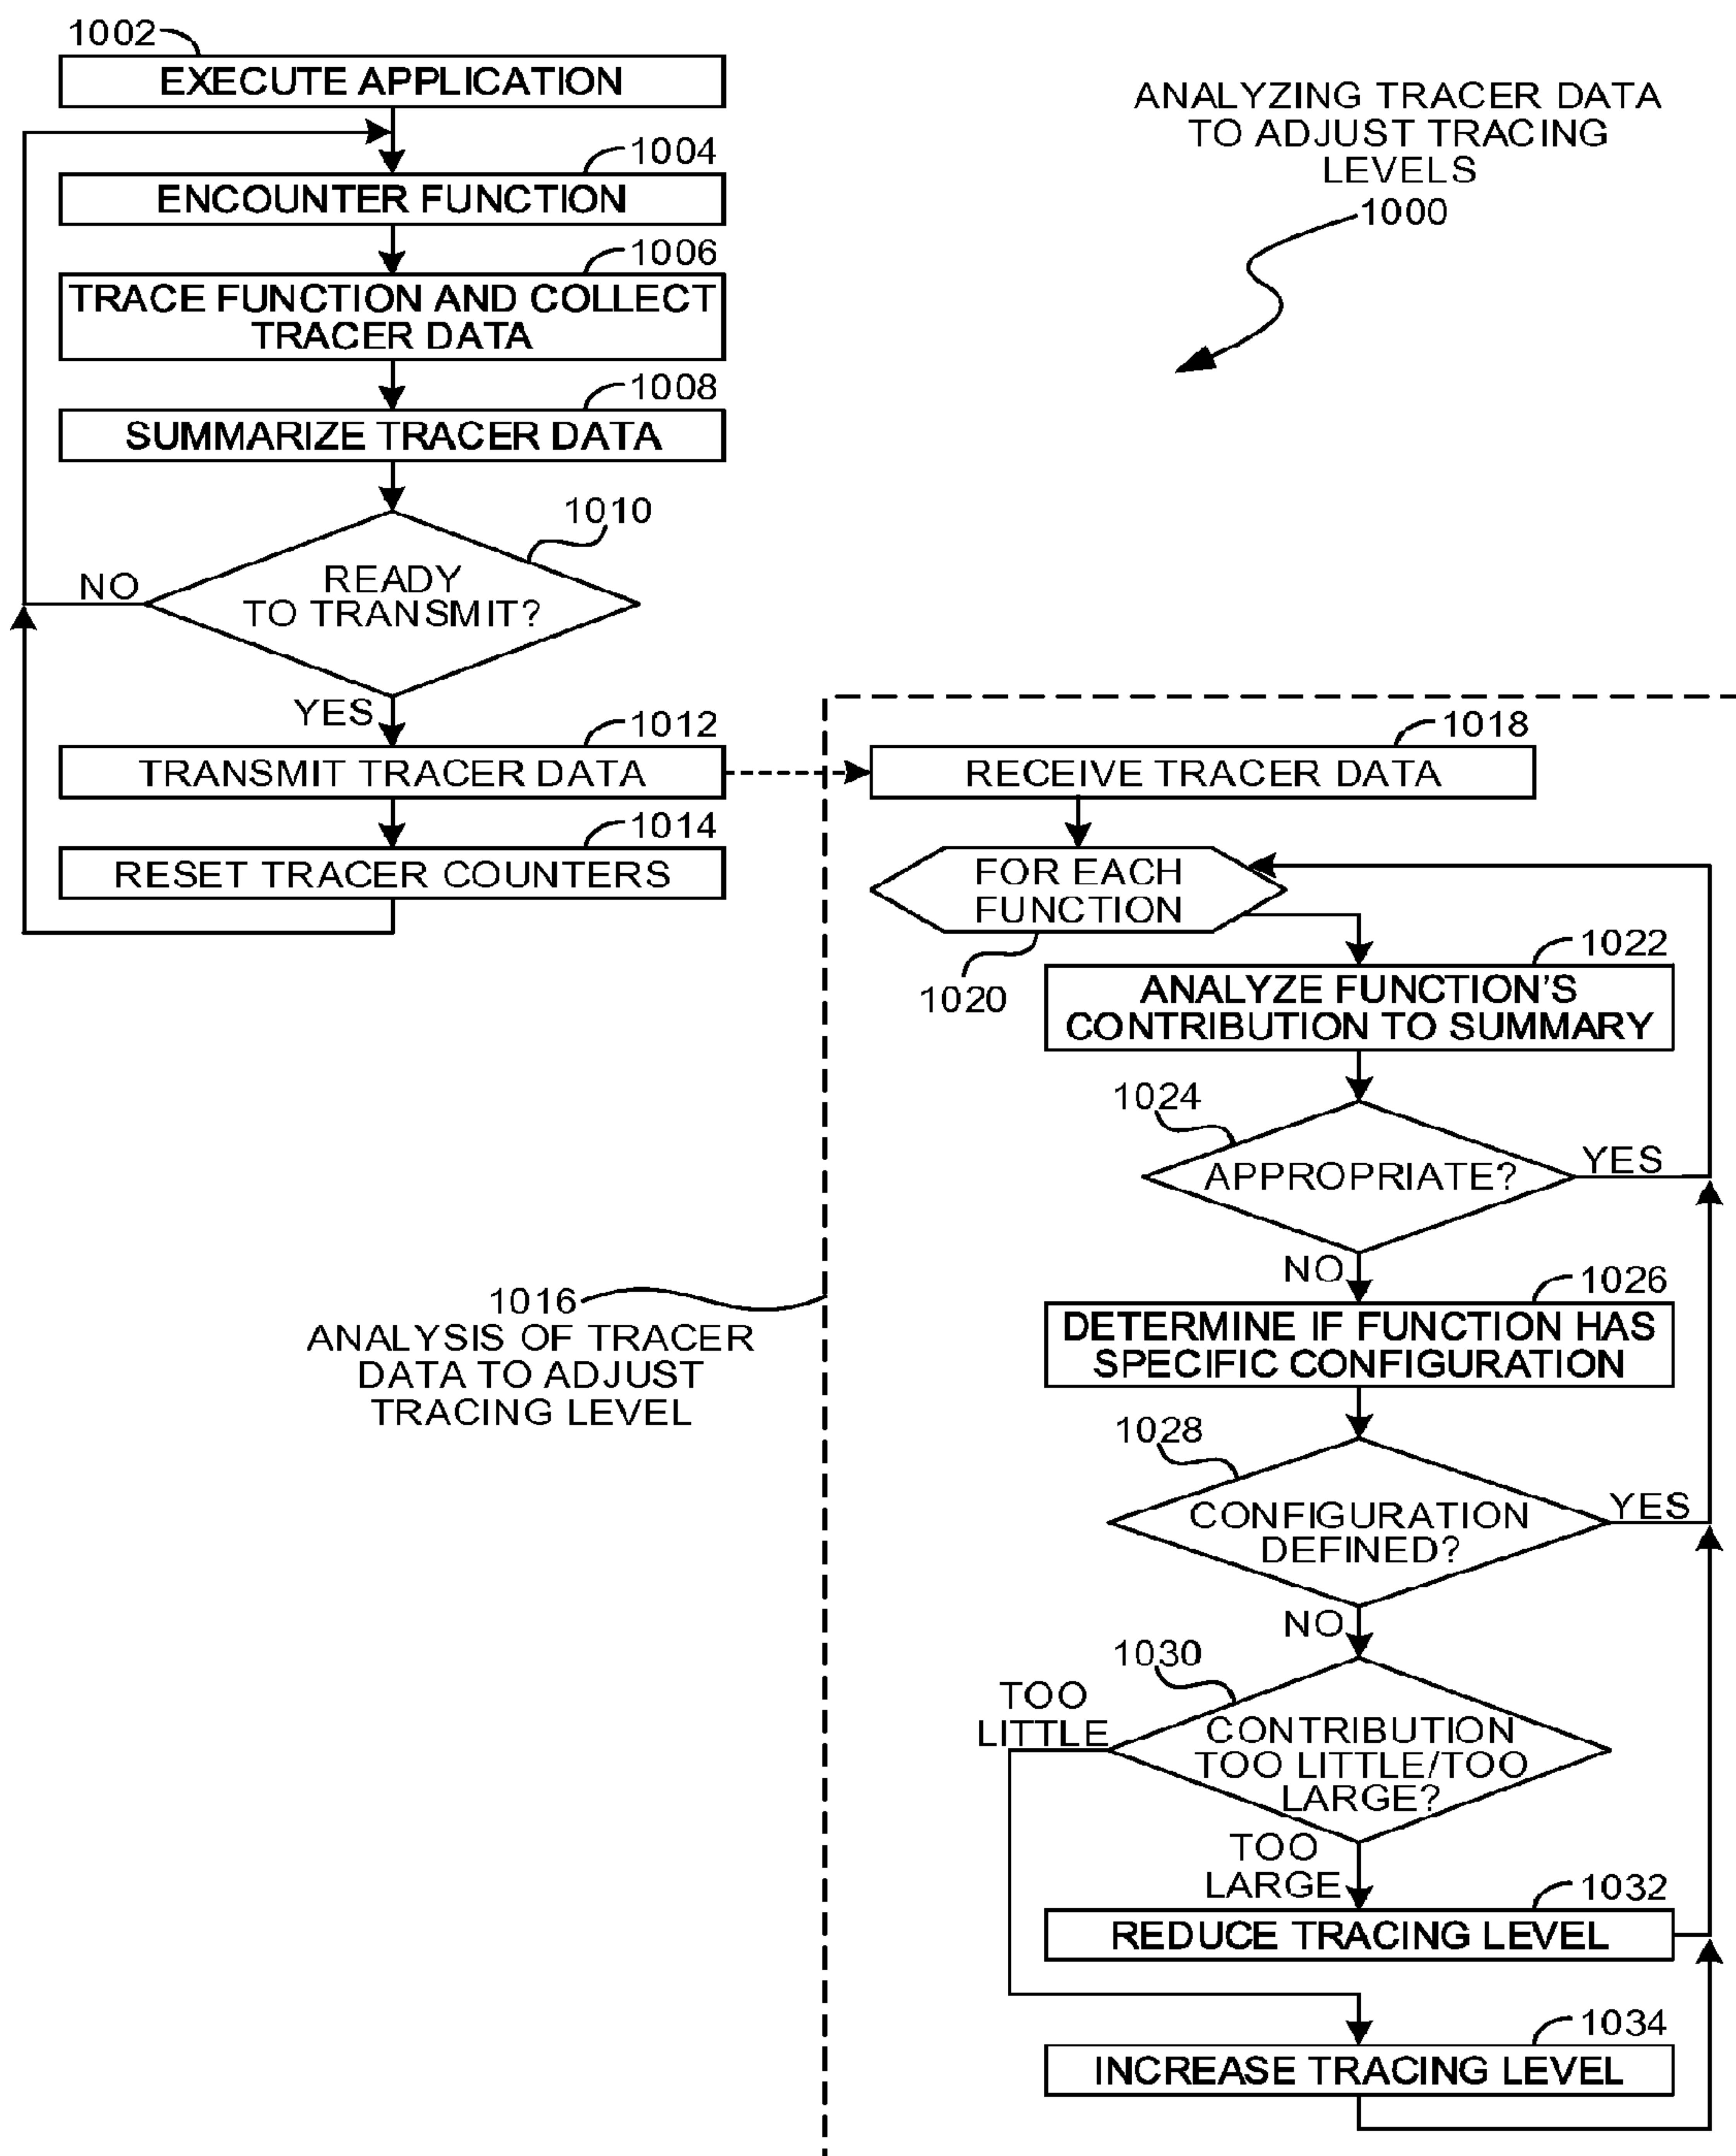 1002
EXECUTE APPLICATION
ANALYZING TRACER DATA
TO ADJUST TRACING
LEVELS
1000
1004
ENCOUNTER FUNCTION
1006
TRACE FUNCTION AND COLLECT
TRACER DATA
1008
SUMMARIZE TRACER DATA
1010
READY
TO TRANSMIT?
NO
YES
1012
TRANSMIT TRACER DATA
1014
RESET TRACER COUNTERS
1016
ANALYSIS OF TRACER
DATA TO ADJUST
TRACING LEVEL
1018
RECEIVE TRACER DATA
FOR EACH
FUNCTION
1020
1022
ANALYZE FUNCTION'S
CONTRIBUTION TO SUMMARY
1024
APPROPRIATE?
YES
NO
1026
DETERMINE IF FUNCTION HAS
SPECIFIC CONFIGURATION
1028
CONFIGURATION
DEFINED?
YES
NO
1030
TOO
LITTLE
CONTRIBUTION
TOO LITTLE/TOO
LARGE?
TOO
LARGE
1032
REDUCE TRACING LEVEL
1034
INCREASE TRACING LEVEL